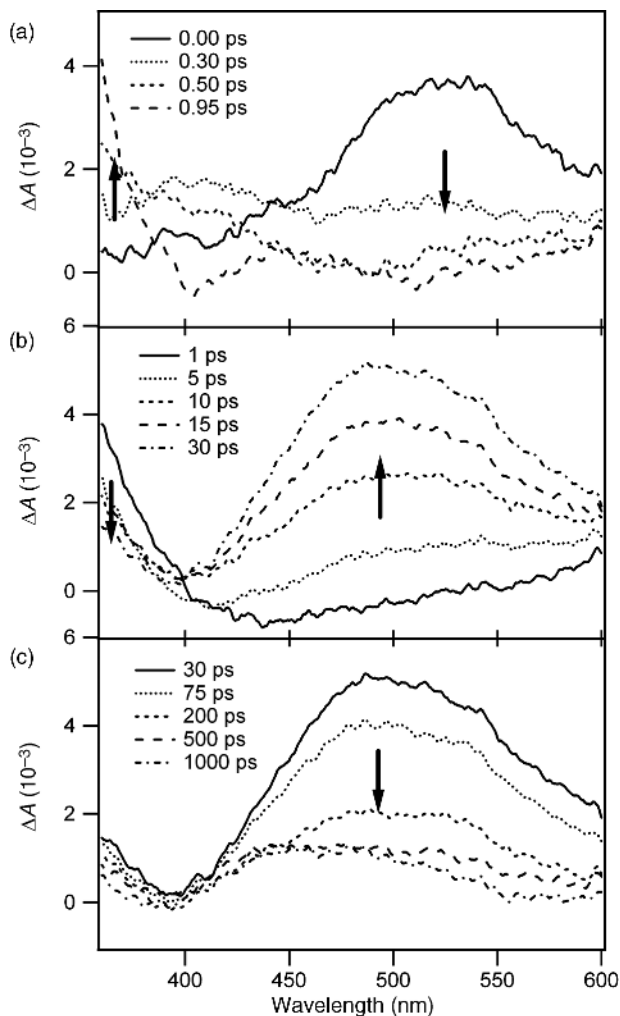 (a)
0.00 ps
0.30 ps
0.50 ps
0.95 ps
4
2
0
ΔA (10⁻³)
(b)
6
1 ps
5 ps
10 ps
15 ps
30 ps
4
2
0
ΔA (10⁻³)
(c)
6
30 ps
75 ps
200 ps
500 ps
1000 ps
4
2
0
ΔA (10⁻³)
400 450 500 550 600
Wavelength (nm)